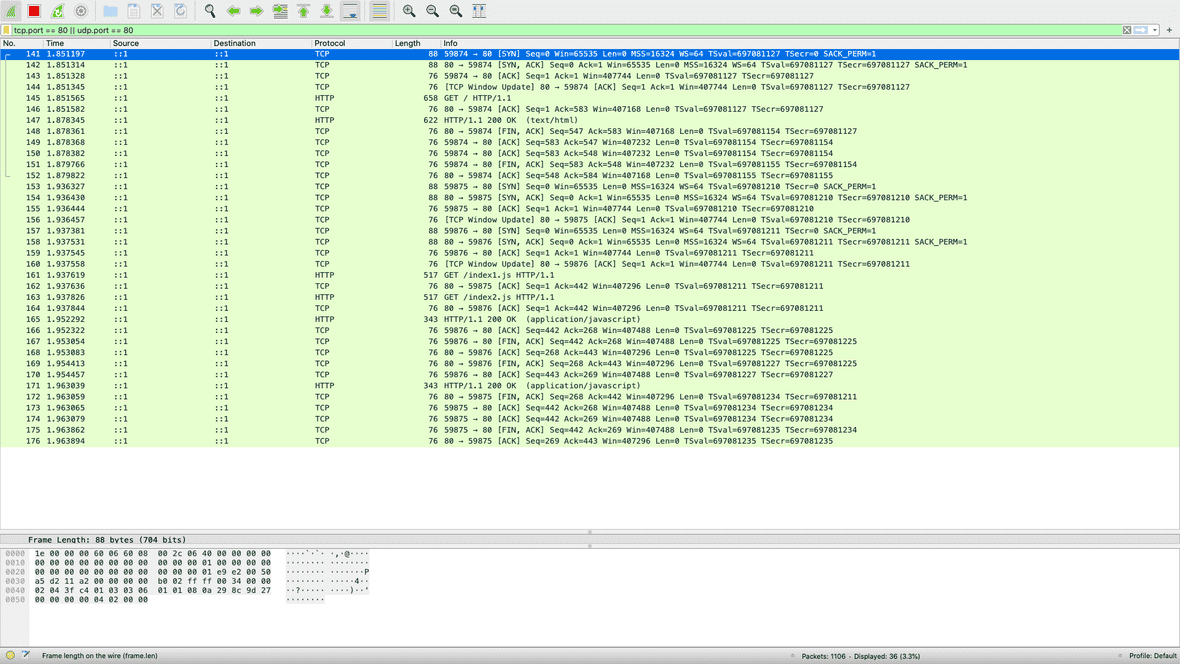 tcp.port == 80 || udp.port == 80
No. Time Source Destination Protocol Length Info
141 1.851197 ::1 ::1 TCP 88 59874 → 80 [SYN] Seq=0 Win=65535 Len=0 MSS=16324 WS=64 TSval=697081127 TSecr=0 SACK_PERM=1
142 1.851314 ::1 ::1 TCP 88 80 → 59874 [SYN, ACK] Seq=0 Ack=1 Win=65535 Len=0 MSS=16324 WS=64 TSval=697081127 TSecr=697081127 SACK_PERM=1
143 1.851328 ::1 ::1 TCP 76 59874 → 80 [ACK] Seq=1 Ack=1 Win=407744 Len=0 TSval=697081127 TSecr=697081127
144 1.851345 ::1 ::1 TCP 76 [TCP Window Update] 80 → 59874 [ACK] Seq=1 Ack=1 Win=407744 Len=0 TSval=697081127 TSecr=697081127
145 1.851565 ::1 ::1 HTTP 658 GET / HTTP/1.1
146 1.851582 ::1 ::1 TCP 76 80 → 59874 [ACK] Seq=1 Ack=583 Win=407168 Len=0 TSval=697081127 TSecr=697081127
147 1.878345 ::1 ::1 HTTP 622 HTTP/1.1 200 OK (text/html)
148 1.878361 ::1 ::1 TCP 76 80 → 59874 [FIN, ACK] Seq=547 Ack=583 Win=407168 Len=0 TSval=697081154 TSecr=697081127
149 1.878368 ::1 ::1 TCP 76 59874 → 80 [ACK] Seq=583 Ack=547 Win=407232 Len=0 TSval=697081154 TSecr=697081154
150 1.878382 ::1 ::1 TCP 76 59874 → 80 [ACK] Seq=583 Ack=548 Win=407232 Len=0 TSval=697081154 TSecr=697081154
151 1.879766 ::1 ::1 TCP 76 59874 → 80 [FIN, ACK] Seq=583 Ack=548 Win=407232 Len=0 TSval=697081155 TSecr=697081154
152 1.879822 ::1 ::1 TCP 76 80 → 59874 [ACK] Seq=548 Ack=584 Win=407168 Len=0 TSval=697081155 TSecr=697081155
153 1.936327 ::1 ::1 TCP 88 59875 → 80 [SYN] Seq=0 Win=65535 Len=0 MSS=16324 WS=64 TSval=697081210 TSecr=0 SACK_PERM=1
154 1.936430 ::1 ::1 TCP 88 80 → 59875 [SYN, ACK] Seq=0 Ack=1 Win=65535 Len=0 MSS=16324 WS=64 TSval=697081210 TSecr=697081210 SACK_PERM=1
155 1.936444 ::1 ::1 TCP 76 59875 → 80 [ACK] Seq=1 Ack=1 Win=407744 Len=0 TSval=697081210 TSecr=697081210
156 1.936457 ::1 ::1 TCP 76 [TCP Window Update] 80 → 59875 [ACK] Seq=1 Ack=1 Win=407744 Len=0 TSval=697081210 TSecr=697081210
157 1.937381 ::1 ::1 TCP 88 59876 → 80 [SYN] Seq=0 Win=65535 Len=0 MSS=16324 WS=64 TSval=697081211 TSecr=0 SACK_PERM=1
158 1.937531 ::1 ::1 TCP 88 80 → 59876 [SYN, ACK] Seq=0 Ack=1 Win=65535 Len=0 MSS=16324 WS=64 TSval=697081211 TSecr=697081211 SACK_PERM=1
159 1.937545 ::1 ::1 TCP 76 59876 → 80 [ACK] Seq=1 Ack=1 Win=407744 Len=0 TSval=697081211 TSecr=697081211
160 1.937558 ::1 ::1 TCP 76 [TCP Window Update] 80 → 59876 [ACK] Seq=1 Ack=1 Win=407744 Len=0 TSval=697081211 TSecr=697081211
161 1.937619 ::1 ::1 HTTP 517 GET /index1.js HTTP/1.1
162 1.937636 ::1 ::1 TCP 76 80 → 59875 [ACK] Seq=1 Ack=442 Win=407296 Len=0 TSval=697081211 TSecr=697081211
163 1.937826 ::1 ::1 HTTP 517 GET /index2.js HTTP/1.1
164 1.937844 ::1 ::1 TCP 76 80 → 59876 [ACK] Seq=1 Ack=442 Win=407296 Len=0 TSval=697081211 TSecr=697081211
165 1.952292 ::1 ::1 HTTP 343 HTTP/1.1 200 OK (application/javascript)
166 1.952322 ::1 ::1 TCP 76 59876 → 80 [ACK] Seq=442 Ack=268 Win=407488 Len=0 TSval=697081225 TSecr=697081225
167 1.953054 ::1 ::1 TCP 76 59876 → 80 [FIN, ACK] Seq=442 Ack=268 Win=407488 Len=0 TSval=697081225 TSecr=697081225
168 1.953083 ::1 ::1 TCP 76 80 → 59876 [ACK] Seq=268 Ack=443 Win=407296 Len=0 TSval=697081225 TSecr=697081225
169 1.954413 ::1 ::1 TCP 76 80 → 59876 [FIN, ACK] Seq=268 Ack=443 Win=407296 Len=0 TSval=697081227 TSecr=697081225
170 1.954457 ::1 ::1 TCP 76 59876 → 80 [ACK] Seq=443 Ack=269 Win=407488 Len=0 TSval=697081227 TSecr=697081227
171 1.963039 ::1 ::1 HTTP 343 HTTP/1.1 200 OK (application/javascript)
172 1.963059 ::1 ::1 TCP 76 80 → 59875 [FIN, ACK] Seq=268 Ack=442 Win=407296 Len=0 TSval=697081234 TSecr=697081211
173 1.963065 ::1 ::1 TCP 76 59875 → 80 [ACK] Seq=442 Ack=268 Win=407488 Len=0 TSval=697081234 TSecr=697081234
174 1.963079 ::1 ::1 TCP 76 59875 → 80 [ACK] Seq=442 Ack=269 Win=407488 Len=0 TSval=697081234 TSecr=697081234
175 1.963862 ::1 ::1 TCP 76 59875 → 80 [FIN, ACK] Seq=442 Ack=269 Win=407488 Len=0 TSval=697081235 TSecr=697081234
176 1.963894 ::1 ::1 TCP 76 80 → 59875 [ACK] Seq=269 Ack=443 Win=407296 Len=0 TSval=697081235 TSecr=697081235
Frame Length: 88 bytes (704 bits)
0000 1e 00 00 00 60 06 60 08 00 2c 06 40 00 00 00 00 ····`·`· ·,·@····
0010 00 00 00 00 00 00 00 00 00 00 00 01 00 00 00 00 ········ ········
0020 00 00 00 00 00 00 00 00 00 00 00 01 e9 e2 00 50 ········ ·······P
0030 a5 d2 11 a2 00 00 00 00 b0 02 ff ff 00 34 00 00 ········ ·····4··
0040 02 04 3f c4 01 03 03 06 01 01 08 0a 29 8c 9d 27 ··?····· ····)··'
0050 00 00 00 00 04 02 00 00 ········
Frame length on the wire (frame.len) Packets: 1106 · Displayed: 36 (3.3%) Profile: Default